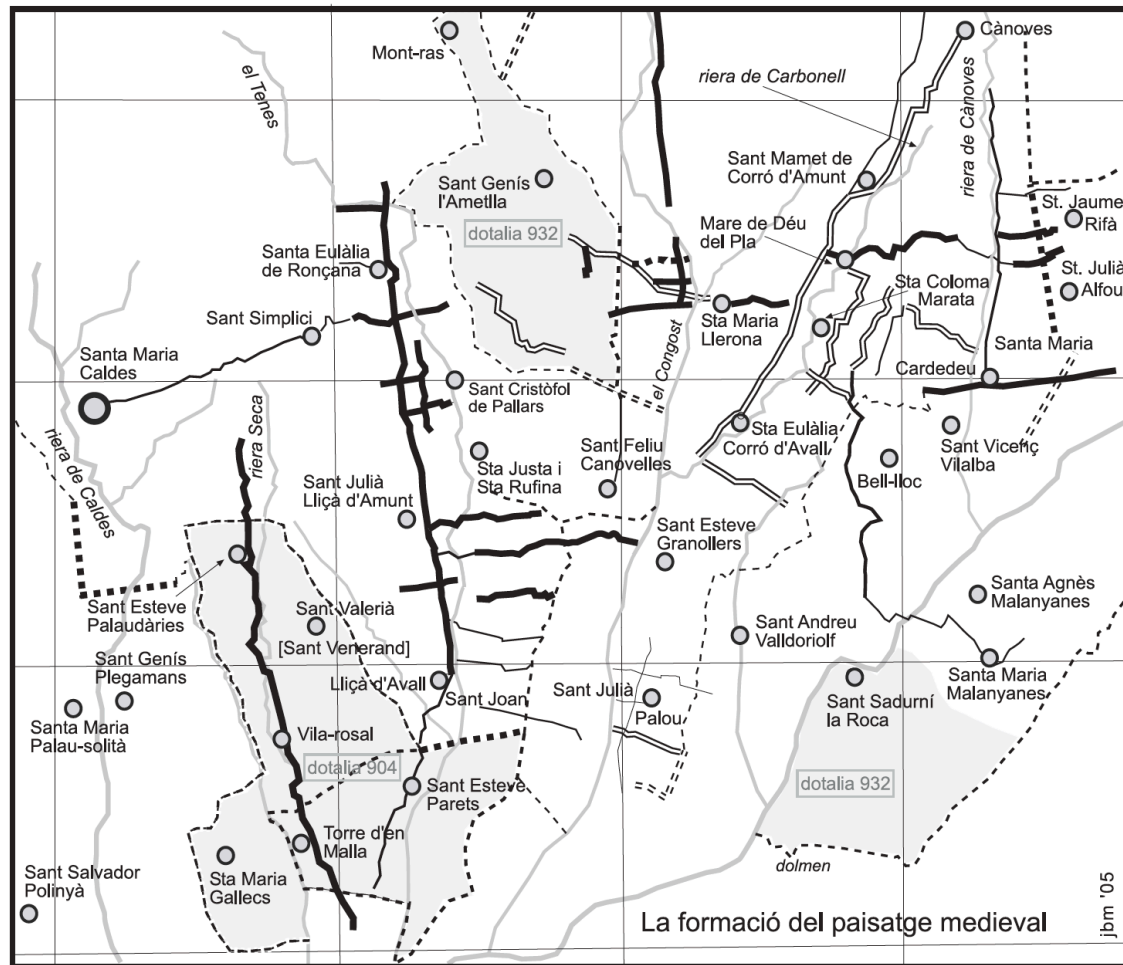 Mont-ras
Cànoves
el Tenes
riera de Carbonell
riera de Cànoves
Sant Genís
l'Ametlla
dotalia 932
Sant Mamet de
Corró d'Amunt
Mare de Déu
del Pla
St. Jaume
Rifà
St. Julià
Alfou
Santa Eulàlia
de Ronçana
Sta Coloma
Marata
Sant Simplici
Sta Maria
Llerona
el Congost
Santa Maria
Caldes
Santa Maria
Cardedeu
Sant Cristòfol
de Pallars
riera de Caldes
riera Seca
Sant Feliu
Canovelles
Sta Eulàlia
Corró d'Avall
Sant Vicenç
Vilalba
Bell-lloc
Sta Justa i
Sta Rufina
Sant Julià
Lliçà d'Amunt
Sant Esteve
Granollers
Sant Esteve
Palaudàries
Sant Valerià
[Sant Venerand]
Santa Agnès
Malanyanes
Sant Andreu
Valldoriolf
Sant Genís
Plegamans
Lliçà d'Avall
Sant Joan
Sant Julià
Palou
Sant Sadurní
la Roca
Santa Maria
Malanyanes
Santa Maria
Palau-solità
Vila-rosal
dotalia 904
Sant Esteve
Parets
dotalia 932
Torre d'en
Malla
Sta Maria
Gallecs
dolmen
Sant Salvador
Polinyà
La formació del paisatge medieval
jbm '05